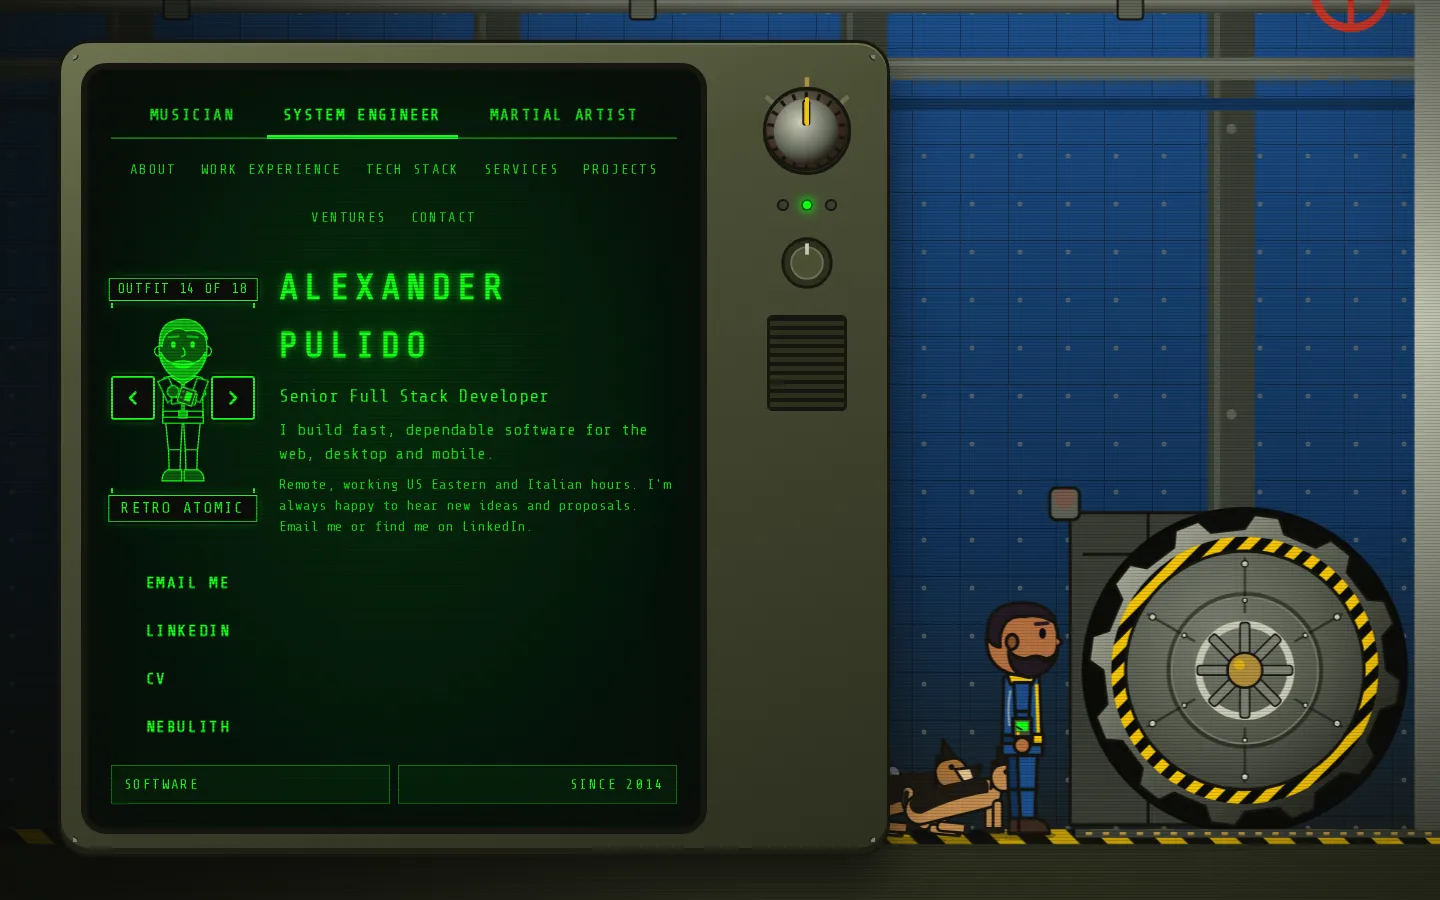 MUSICIAN SYSTEM ENGINEER MARTIAL ARTIST
ABOUT WORK EXPERIENCE TECH STACK SERVICES PROJECTS
VENTURES CONTACT
OUTFIT 14 OF 18
RETRO ATOMIC
ALEXANDER
PULIDO
Senior Full Stack Developer
I build fast, dependable software for the
web, desktop and mobile.
Remote, working US Eastern and Italian hours. I'm
always happy to hear new ideas and proposals.
Email me or find me on LinkedIn.
EMAIL ME
LINKEDIN
CV
NEBULITH
SOFTWARE SINCE 2014